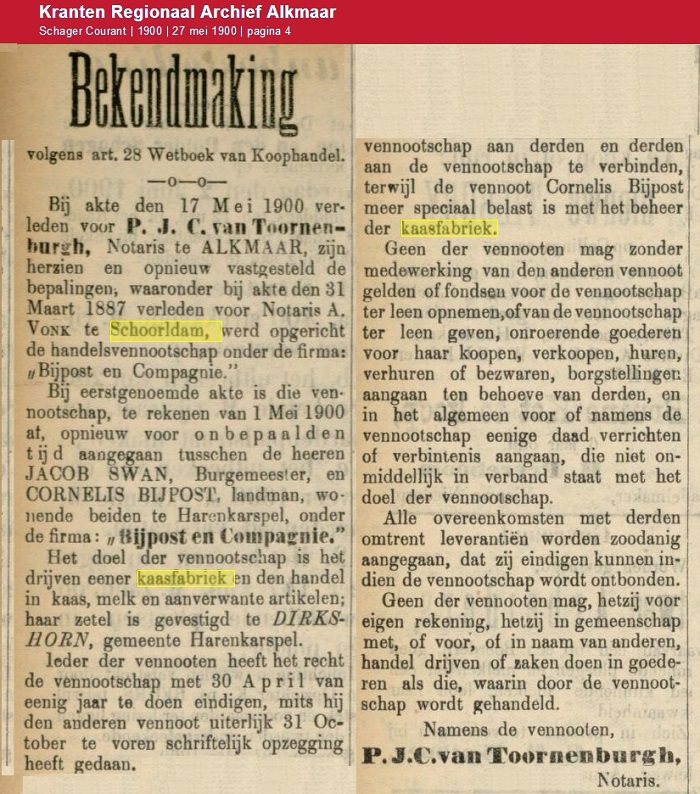 Kranten Regionaal Archief Alkmaar
Schager Courant | 1900 | 27 mei 1900 | pagina 4
Bekendmaking
volgens art. 28 Wetboek van Koophandel.
—o—o—
Bij akte den 17 Mei 1900 ver-
leden voor P. J. C. van Toornen-
burgh, Notaris te ALKMAAR, zijn
herzien en opnieuw vastgesteld de
bepalingen, waaronder bij akte den 31
Maart 1887 verleden voor Notaris A.
VONK te Schoorldam, werd opgericht
de handelsvennootschap onder de firma:
„Bijpost en Compagnie.”
Bij eerstgenoemde akte is die ven-
nootschap, te rekenen van 1 Mei 1900
af, opnieuw voor onbepaalden
tijd aangegaan tusschen de heeren
JACOB SWAN, Burgemeester, en
CORNELIS BIJPOST, landman, wo-
nende beiden te Harenkarspel, onder
de firma: „Bijpost en Compagnie.”
Het doel der vennootschap is het
drijven eener kaasfabriek en den handel
in kaas, melk en aanverwante artikelen;
haar zetel is gevestigd te DIRKS-
HORN, gemeente Harenkarspel.
Ieder der vennooten heeft het recht
de vennootschap met 30 April van
eenig jaar te doen eindigen, mits hij
den anderen vennoot uiterlijk 31 Oc-
tober te voren schriftelijk opzegging
heeft gedaan.
vennootschap aan derden en derden
aan de vennootschap te verbinden,
terwijl de vennoot Cornelis Bijpost
meer speciaal belast is met het beheer
der kaasfabriek.
Geen der vennooten mag zonder
medewerking van den anderen vennoot
gelden of fondsen voor de vennootschap
ter leen opnemen, of van de vennootschap
ter leen geven, onroerende goederen
voor haar koopen, verkoopen, huren,
verhuren of bezwaren, borgstellingen
aangaan ten behoeve van derden, en
in het algemeen voor of namens de
vennootschap eenige daad verrichten
of verbintenis aangaan, die niet on-
middellijk in verband staat met het
doel der vennootschap.
Alle overeenkomsten met derden
omtrent leverantiën worden zoodanig
aangegaan, dat zij eindigen kunnen in-
dien de vennootschap wordt ontbonden.
Geen der vennooten mag, hetzij voor
eigen rekening, hetzij in gemeenschap
met, of voor, of in naam van anderen,
handel drijven of zaken doen in goede-
ren als die, waarin door de vennoot-
schap wordt gehandeld.
Namens de vennooten,
P. J. C. van Toornenburgh,
Notaris.